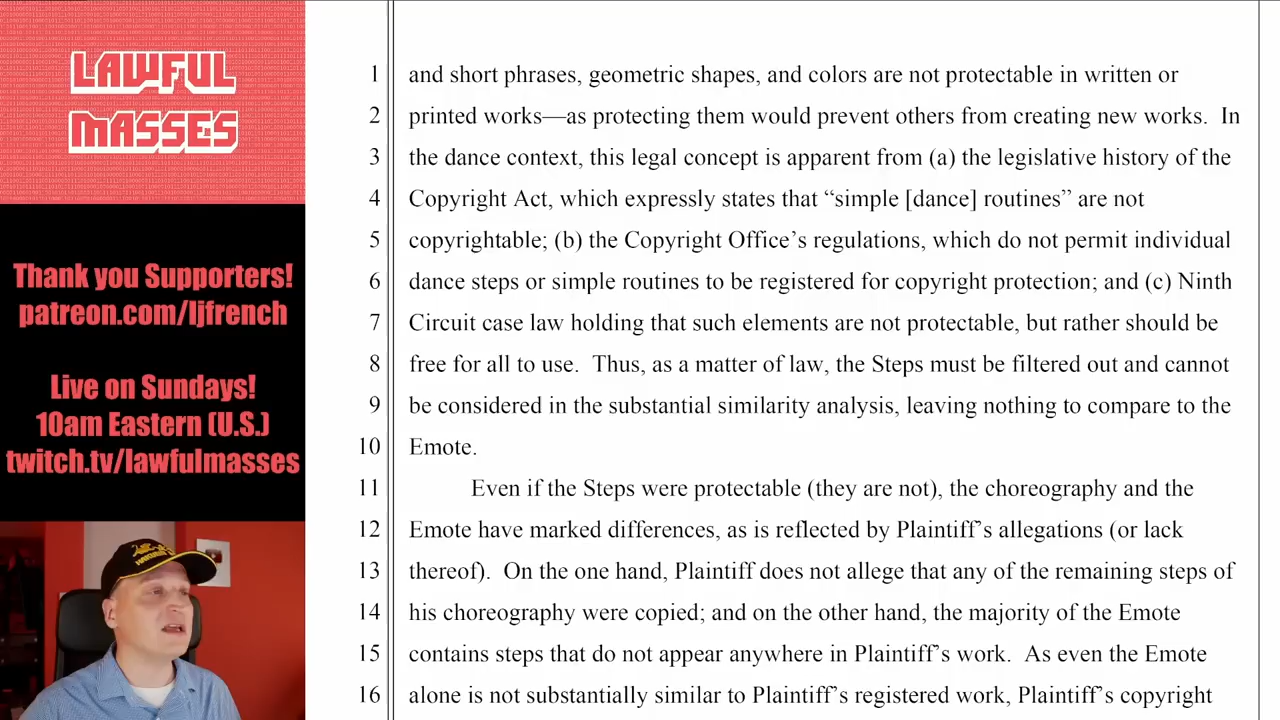 LAWFUL
MASSES
Thank you Supporters!
patreon.com/ljfrench
Live on Sundays!
10am Eastern (U.S.)
twitch.tv/lawfulmasses
1 and short phrases, geometric shapes, and colors are not protectable in written or
2 printed works—as protecting them would prevent others from creating new works.  In
3 the dance context, this legal concept is apparent from (a) the legislative history of the
4 Copyright Act, which expressly states that “simple [dance] routines” are not
5 copyrightable; (b) the Copyright Office’s regulations, which do not permit individual
6 dance steps or simple routines to be registered for copyright protection; and (c) Ninth
7 Circuit case law holding that such elements are not protectable, but rather should be
8 free for all to use.  Thus, as a matter of law, the Steps must be filtered out and cannot
9 be considered in the substantial similarity analysis, leaving nothing to compare to the
10 Emote.
11 Even if the Steps were protectable (they are not), the choreography and the
12 Emote have marked differences, as is reflected by Plaintiff’s allegations (or lack
13 thereof).  On the one hand, Plaintiff does not allege that any of the remaining steps of
14 his choreography were copied; and on the other hand, the majority of the Emote
15 contains steps that do not appear anywhere in Plaintiff’s work.  As even the Emote
16 alone is not substantially similar to Plaintiff’s registered work, Plaintiff’s copyright